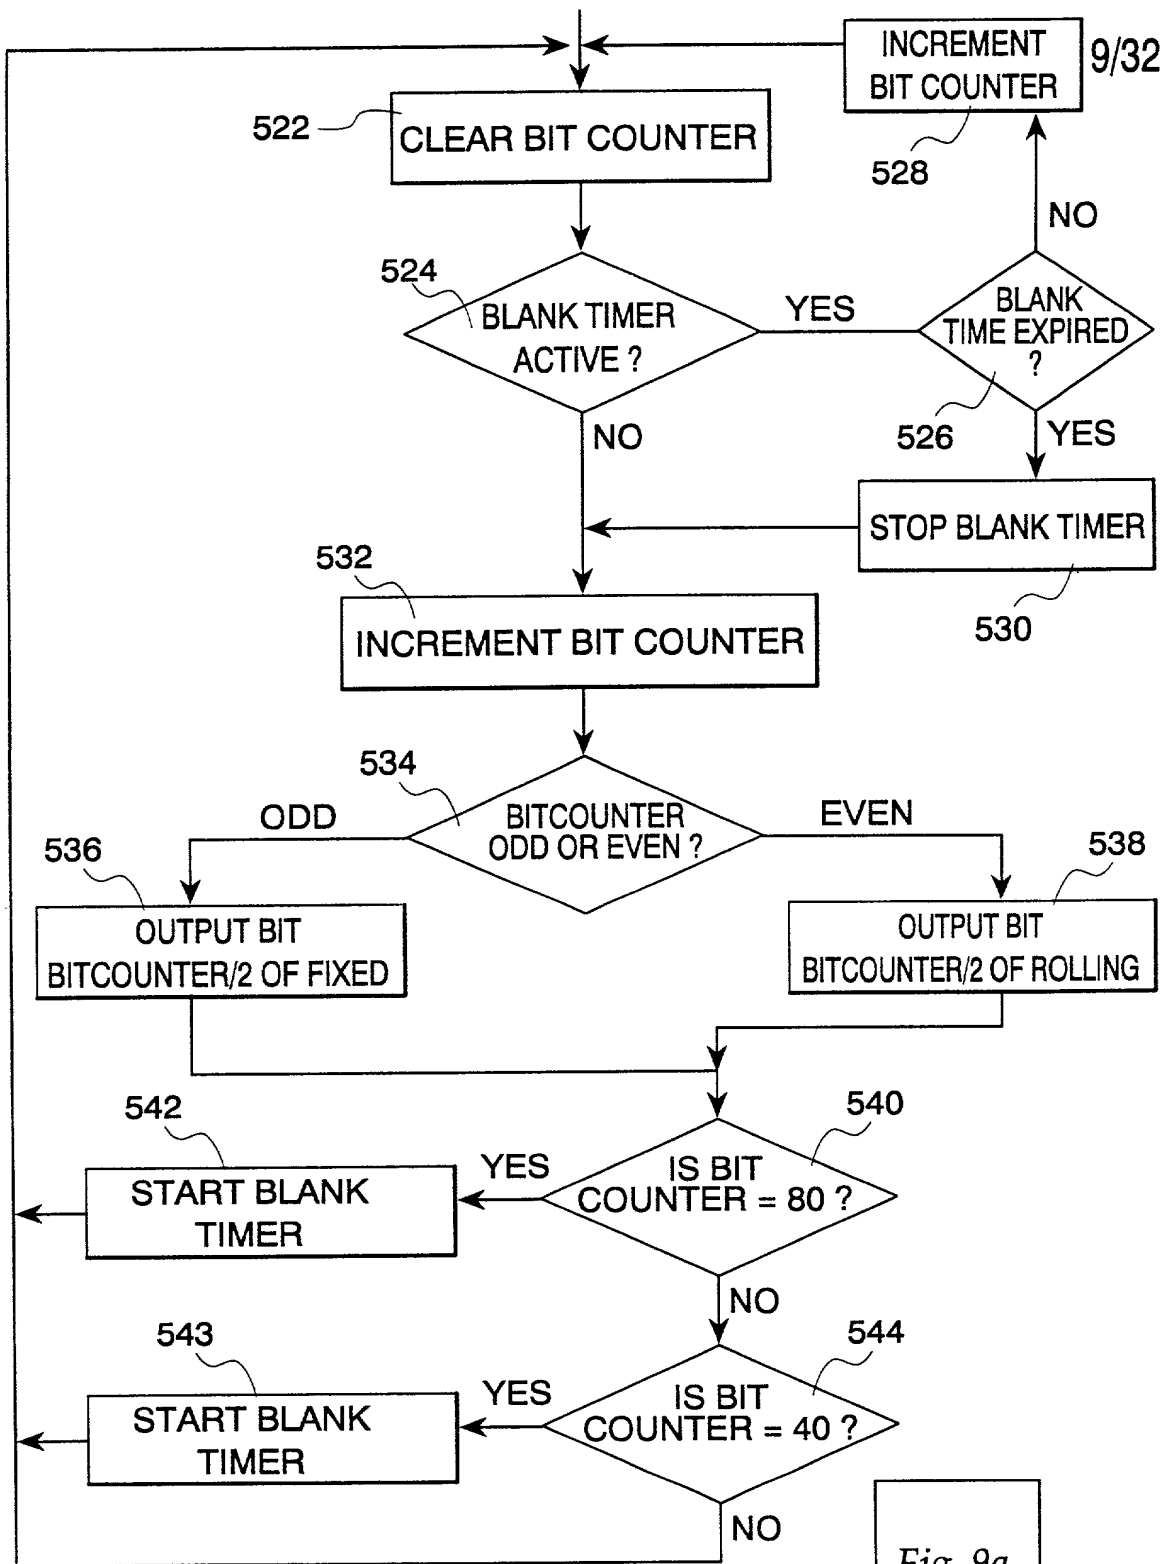 INCREMENT
BIT COUNTER
9/32
528
522
CLEAR BIT COUNTER
NO
524
BLANK TIMER
ACTIVE ?
YES
BLANK
TIME EXPIRED
?
526
YES
NO
STOP BLANK TIMER
530
532
INCREMENT BIT COUNTER
534
BITCOUNTER
ODD OR EVEN ?
ODD
EVEN
536
538
OUTPUT BIT
BITCOUNTER/2 OF FIXED
OUTPUT BIT
BITCOUNTER/2 OF ROLLING
540
542
IS BIT
COUNTER = 80 ?
YES
START BLANK
TIMER
NO
543
544
IS BIT
COUNTER = 40 ?
YES
START BLANK
TIMER
NO
Fig. 9a